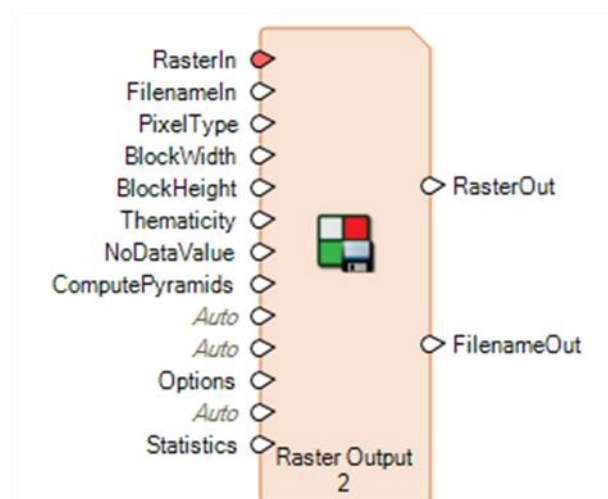 RasterIn
FilenameIn
PixelType
BlockWidth
BlockHeight
Thematicity
NoDataValue
ComputePyramids
Auto
Auto
Options
Auto
Statistics
RasterOut
FilenameOut
Raster Output
2